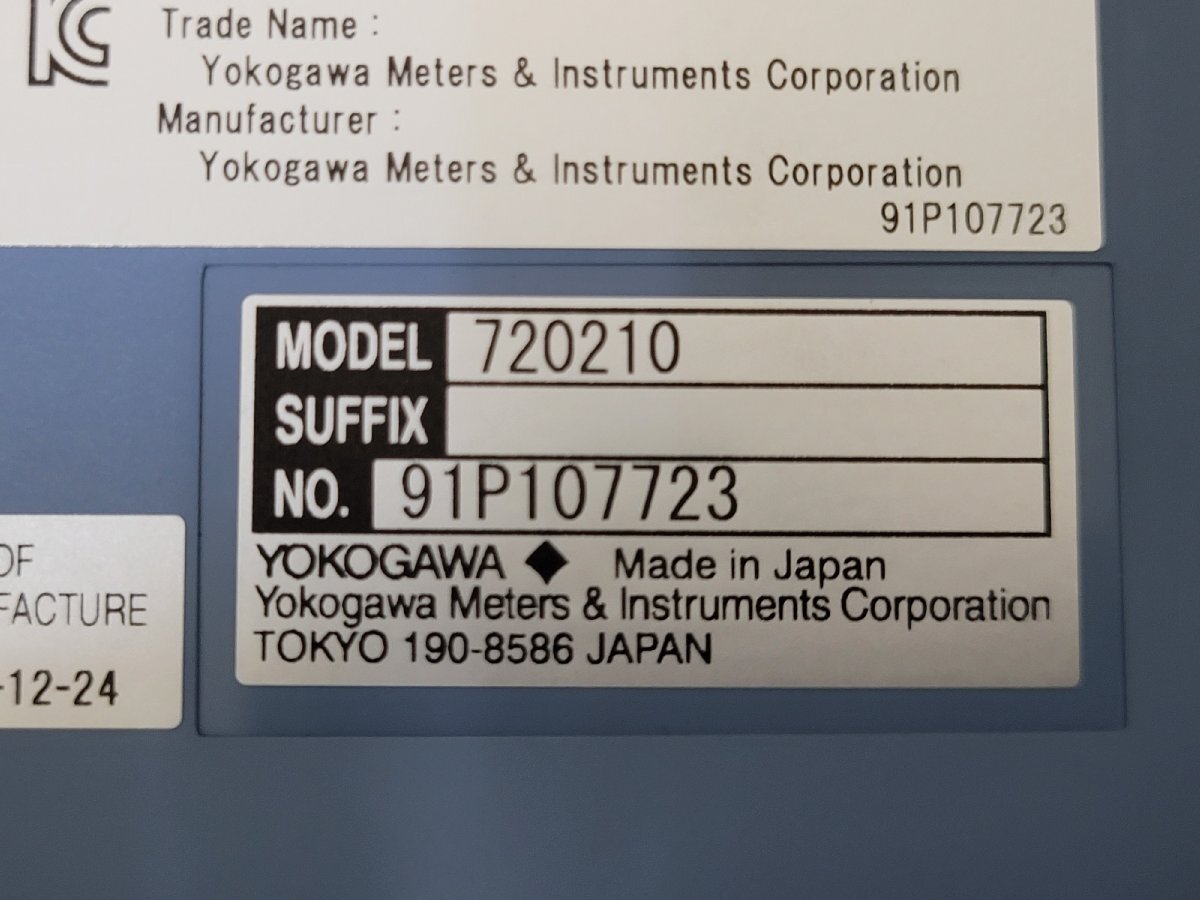 KC
Trade Name :
Yokogawa Meters & Instruments Corporation
Manufacturer :
Yokogawa Meters & Instruments Corporation
91P107723
MODEL 720210
SUFFIX
NO. 91P107723
YOKOGAWA ◆ Made in Japan
Yokogawa Meters & Instruments Corporation
TOKYO 190-8586 JAPAN
OF
FACTURE
-12-24